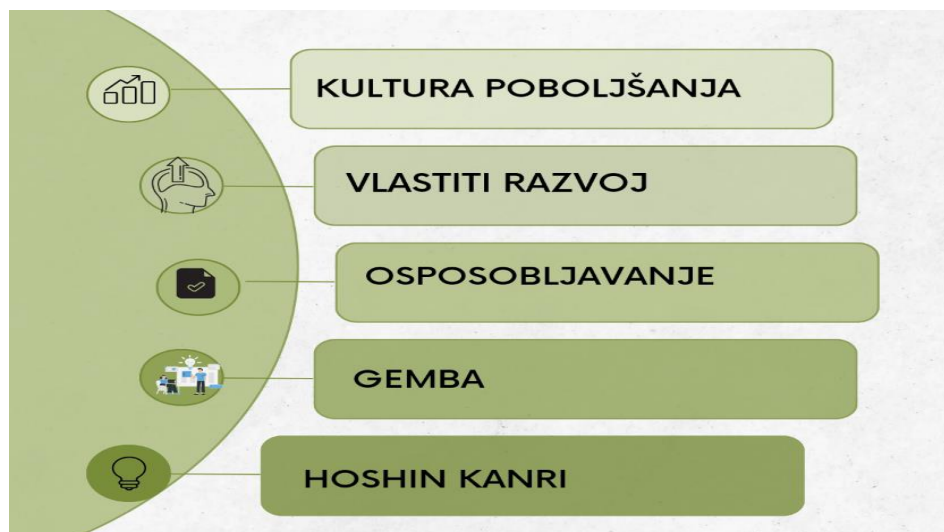 KULTURA POBOLJŠANJA
VLASTITI RAZVOJ
OSPOSOBLJAVANJE
GEMBA
HOSHIN KANRI